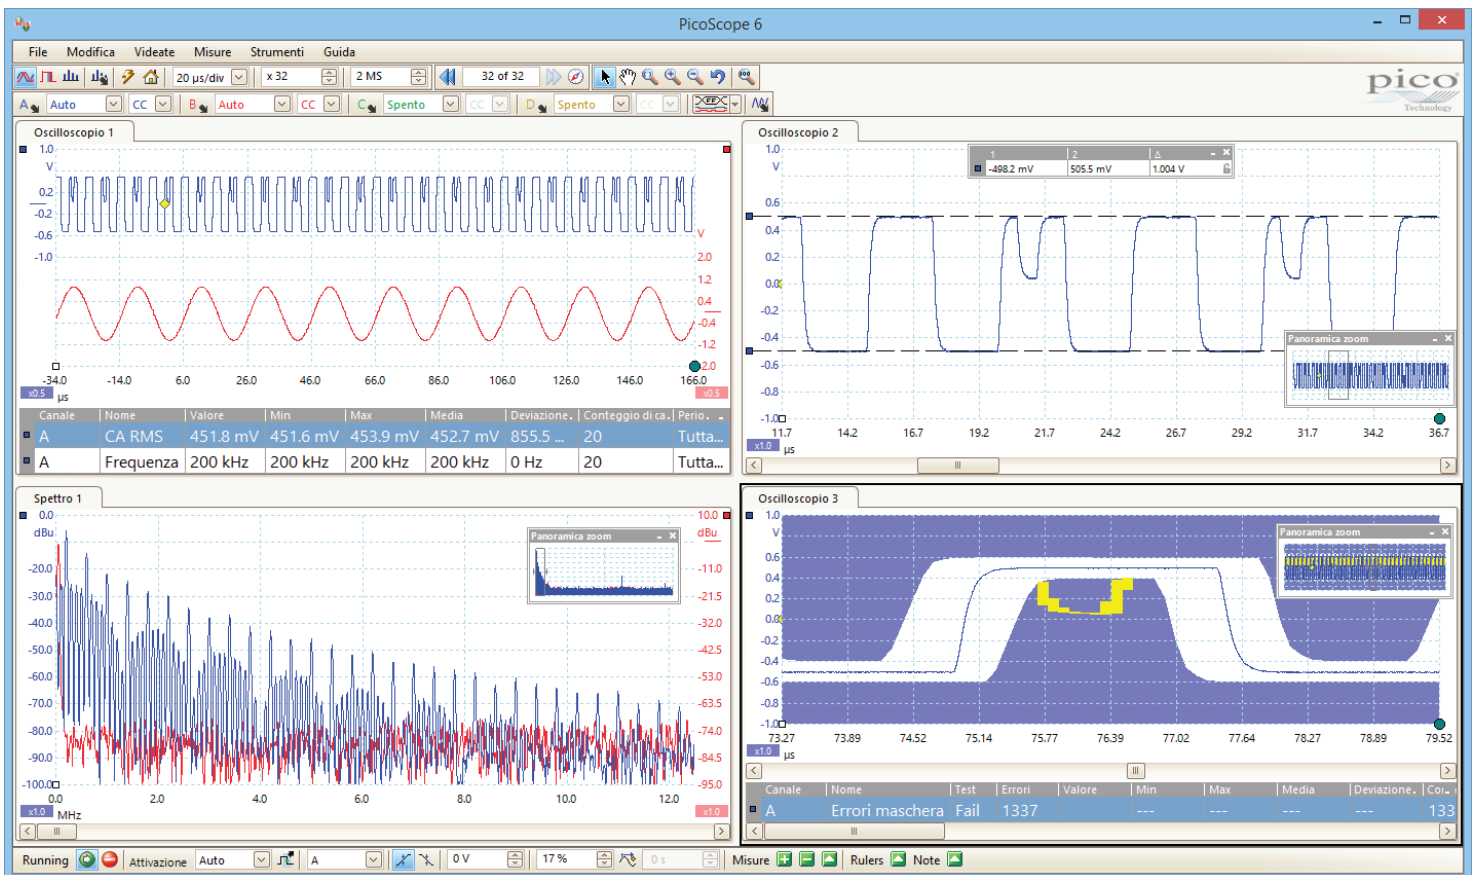 PicoScope 6
File Modifica Videate Misure Strumenti Guida
20 µs/div x 32 2 MS 32 of 32
pico
Technology
A Auto CC B Auto CC C Spento CC D Spento CC
Oscilloscopio 1
1.0
V
0.2
-0.2
-0.6
-1.0
V
2.0
1.2
0.4
-0.4
-1.2
-2.0
-34.0 -14.0 6.0 26.0 46.0 66.0 86.0 106.0 126.0 146.0 166.0
x0.5 µs x0.5
Canale Nome Valore Min Max Media Deviazione. Conteggio di ca. Perio.
A CA RMS 451.8 mV 451.6 mV 453.9 mV 452.7 mV 855.5 ... 20 Tutta...
A Frequenza 200 kHz 200 kHz 200 kHz 200 kHz 0 Hz 20 Tutta...
Oscilloscopio 2
1.0
V
0.6
0.4
0.2
0.0
-0.2
-0.4
-0.6
-0.8
-1.0
1 2 Δ
-498.2 mV 505.5 mV 1.004 V
Panoramica zoom
11.7 14.2 16.7 19.2 21.7 24.2 26.7 29.2 31.7 34.2 36.7
x1.0 µs
Spettro 1
0.0
dBu
-20.0
-30.0
-40.0
-50.0
-60.0
-70.0
-80.0
-100.0
Panoramica zoom
10.0
dBu
-11.0
-21.5
-32.0
-42.5
-53.0
-63.5
-74.0
-84.5
-95.0
0.0 2.0 4.0 6.0 8.0 10.0 12.0
x1.0 MHz x1.0
Oscilloscopio 3
1.0
V
0.6
0.4
0.2
0.0
-0.2
-0.4
-0.6
-0.8
-1.0
Panoramica zoom
73.27 73.89 74.52 75.14 75.77 76.39 77.02 77.64 78.27 78.89 79.52
x1.0 µs
Canale Nome Test Errori Valore Min Max Media Deviazione.
A Errori maschera Fail 1337 --- --- --- --- 133
Running Attivazione Auto A 0 V 17 % 0 s Misure Rulers Note